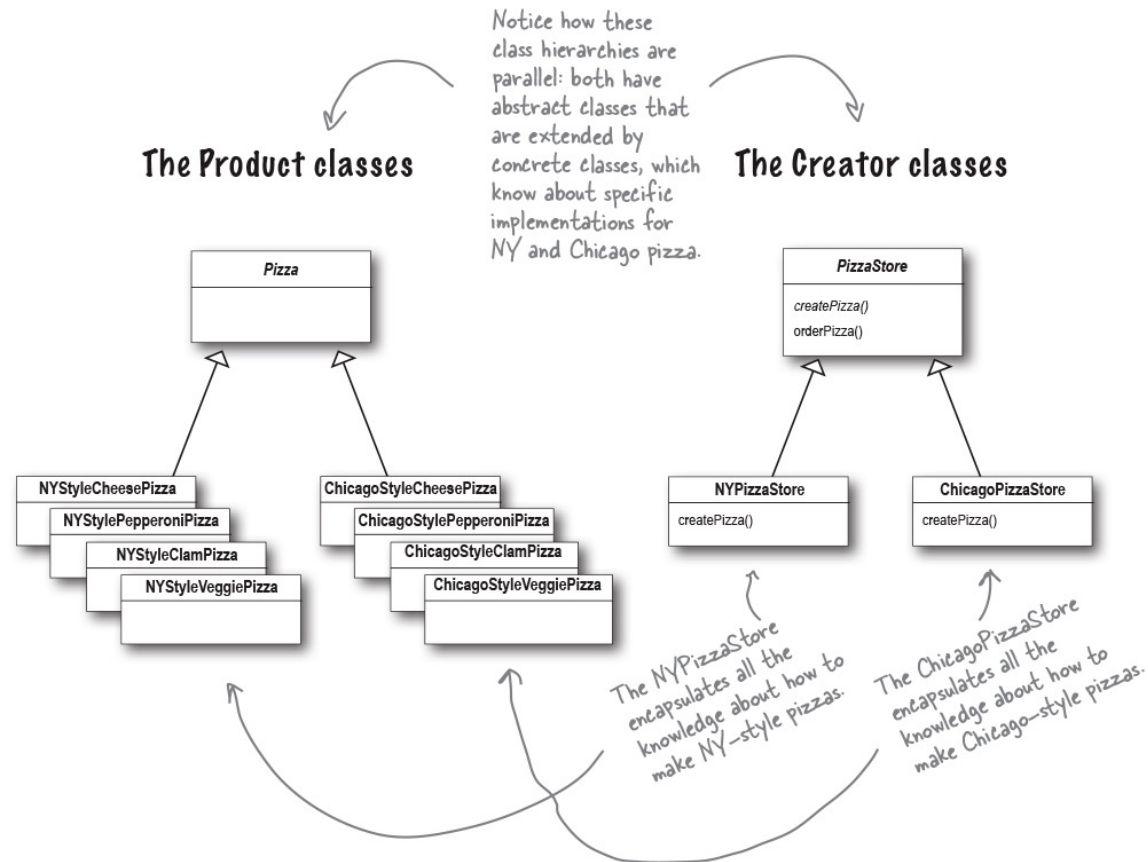 Notice how these
class hierarchies are
parallel: both have
abstract classes that
are extended by
concrete classes, which
know about specific
implementations for
NY and Chicago pizza.
The Product classes
The Creator classes
Pizza
PizzaStore
createPizza()
orderPizza()
NYStyleCheesePizza
NYStylePepperoniPizza
NYStyleClamPizza
NYStyleVeggiePizza
ChicagoStyleCheesePizza
ChicagoStylePepperoniPizza
ChicagoStyleClamPizza
ChicagoStyleVeggiePizza
NYPizzaStore
createPizza()
ChicagoPizzaStore
createPizza()
The NYPizzaStore
encapsulates all the
knowledge about how to
make NY-style pizzas.
The ChicagoPizzaStore
encapsulates all the
knowledge about how to
make Chicago-style pizzas.